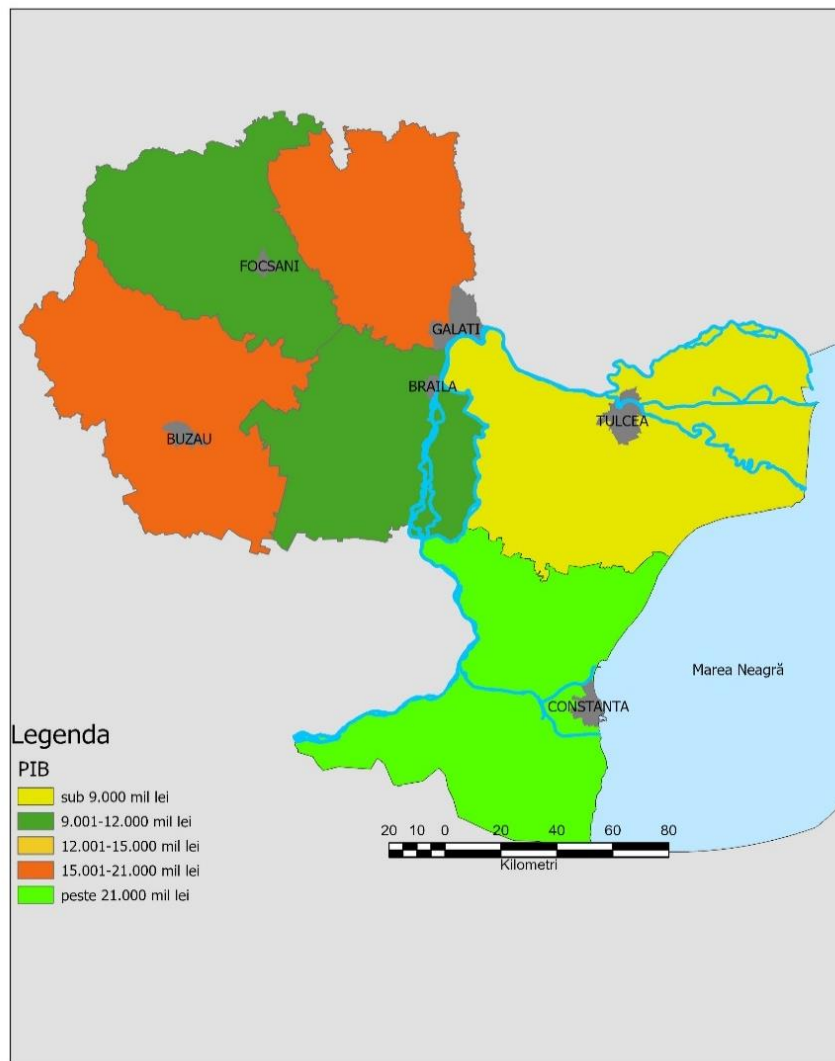 FOCSANI
GALATI
BRAILA
TULCEA
BUZAU
Marea Neagră
CONSTANTA
Legenda
PIB
sub 9.000 mil lei
9.001-12.000 mil lei
12.001-15.000 mil lei
15.001-21.000 mil lei
peste 21.000 mil lei
20 10 0 20 40 60 80
Kilometri